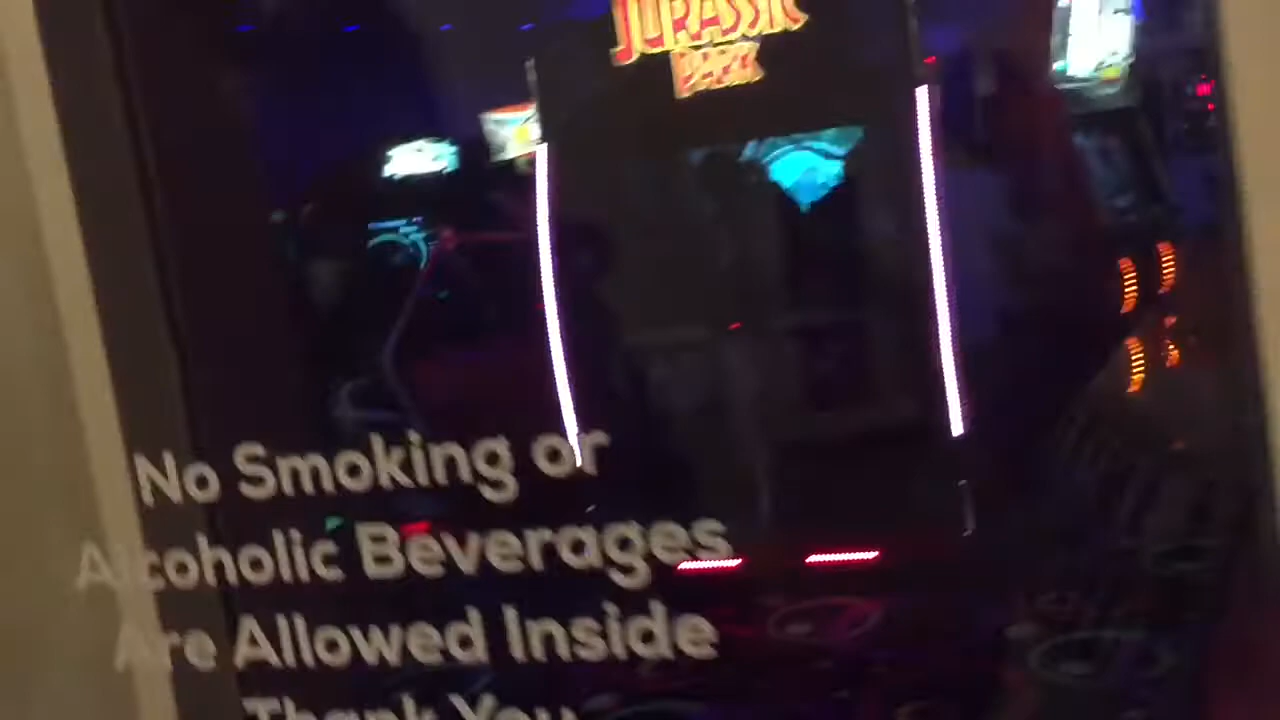 JURASSIC
PARK
No Smoking or
Alcoholic Beverages
Are Allowed Inside
Thank You